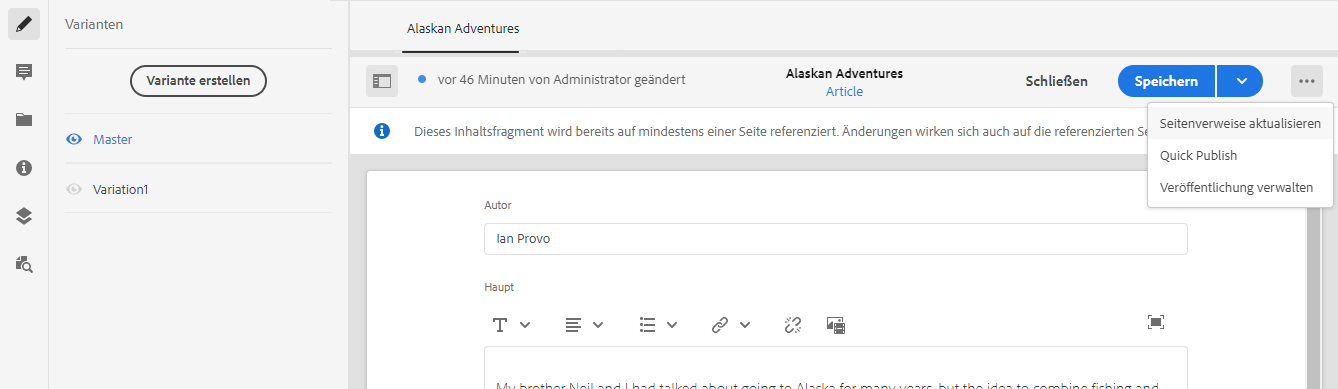 Varianten
Variante erstellen
Master
Variation1
Alaskan Adventures
vor 46 Minuten von Administrator geändert
Alaskan Adventures
Article
Schließen
Speichern
Dieses Inhaltsfragment wird bereits auf mindestens einer Seite referenziert. Änderungen wirken sich auch auf die referenzierten
Seitenverweise aktualisieren
Quick Publish
Veröffentlichung verwalten
Autor
Ian Provo
Haupt
My brother Neil and I had talked about going to Alaska for many years, but the idea to combine fishing and